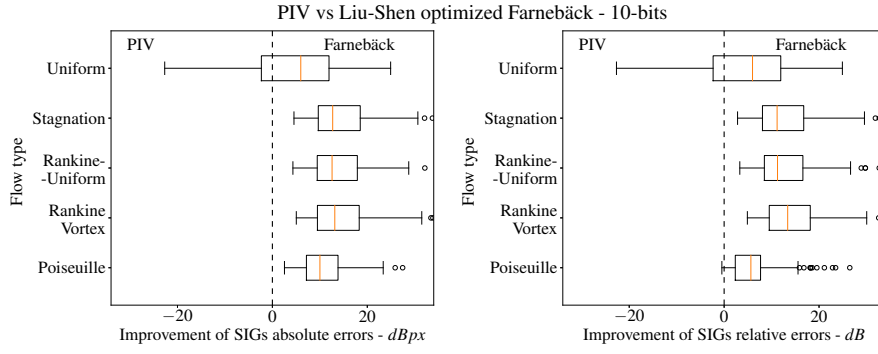 PIV vs Liu-Shen optimized Farnebäck - 10-bits
PIV
Farnebäck
Flow type
Uniform
Stagnation
Rankine-
-Uniform
Rankine
Vortex
Poiseuille
−20
0
20
Improvement of SIGs absolute errors - dBpx
PIV
Farnebäck
Flow type
Uniform
Stagnation
Rankine-
-Uniform
Rankine
Vortex
Poiseuille
−20
0
20
Improvement of SIGs relative errors - dB